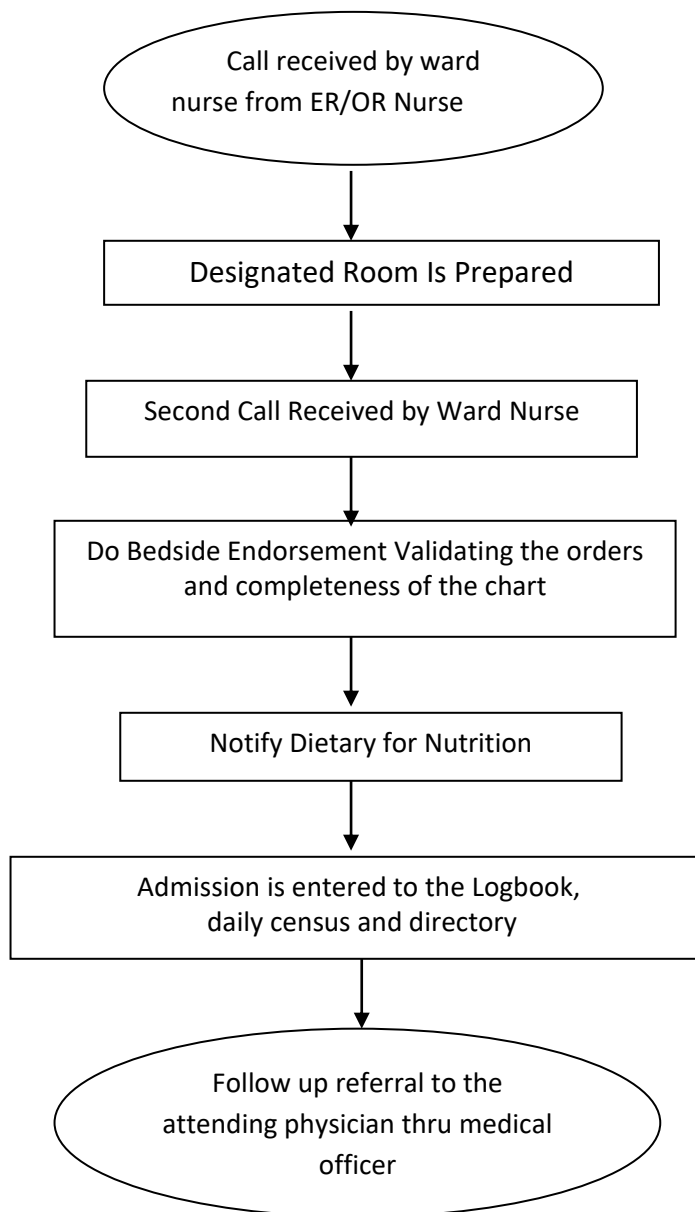 Call received by ward
nurse from ER/OR Nurse
Designated Room Is Prepared
Second Call Received by Ward Nurse
Do Bedside Endorsement Validating the orders
and completeness of the chart
Notify Dietary for Nutrition
Admission is entered to the Logbook,
daily census and directory
Follow up referral to the
attending physician thru medical
officer